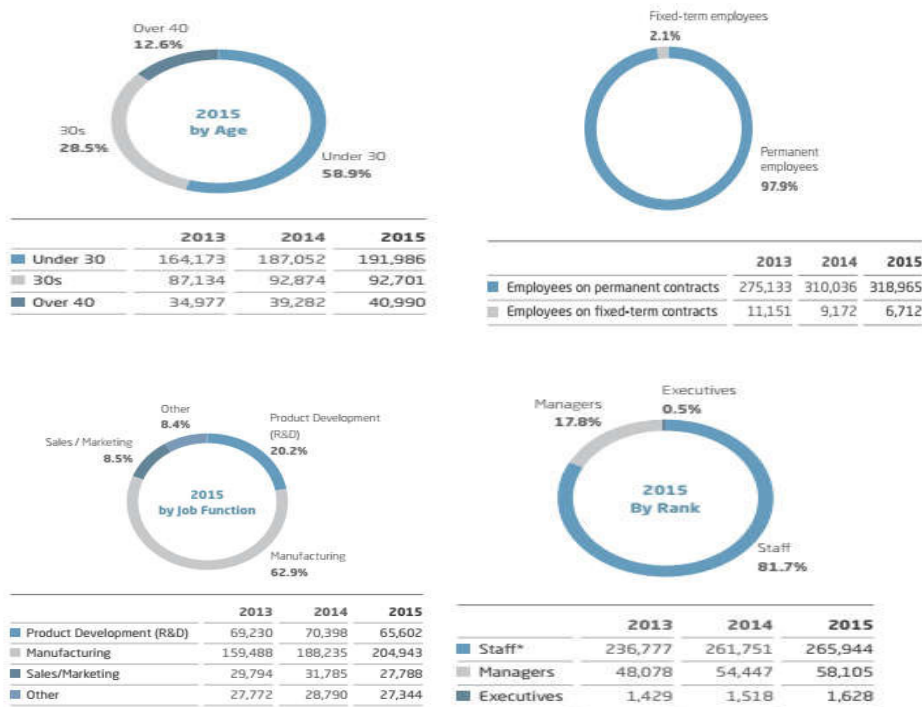 Over 40
12.6%
2015
by Age
30s
28.5%
Under 30
58.9%
2013 2014 2015
Under 30 164,173 187,052 191,986
30s 87,134 92,874 92,701
Over 40 34,977 39,282 40,990
Fixed-term employees
2.1%
Permanent
employees
97.9%
2013 2014 2015
Employees on permanent contracts 275,133 310,036 318,965
Employees on fixed-term contracts 11,151 9,172 6,712
Other
8.4%
Product Development
(R&D)
20.2%
Sales / Marketing
8.5%
2015
by Job Function
Manufacturing
62.9%
2013 2014 2015
Product Development (R&D) 69,230 70,398 65,602
Manufacturing 159,488 188,235 204,943
Sales/Marketing 29,794 31,785 27,788
Other 27,772 28,790 27,344
Executives
0.5%
Managers
17.8%
2015
By Rank
Staff
81.7%
2013 2014 2015
Staff* 236,777 261,751 265,944
Managers 48,078 54,447 58,105
Executives 1,429 1,518 1,628